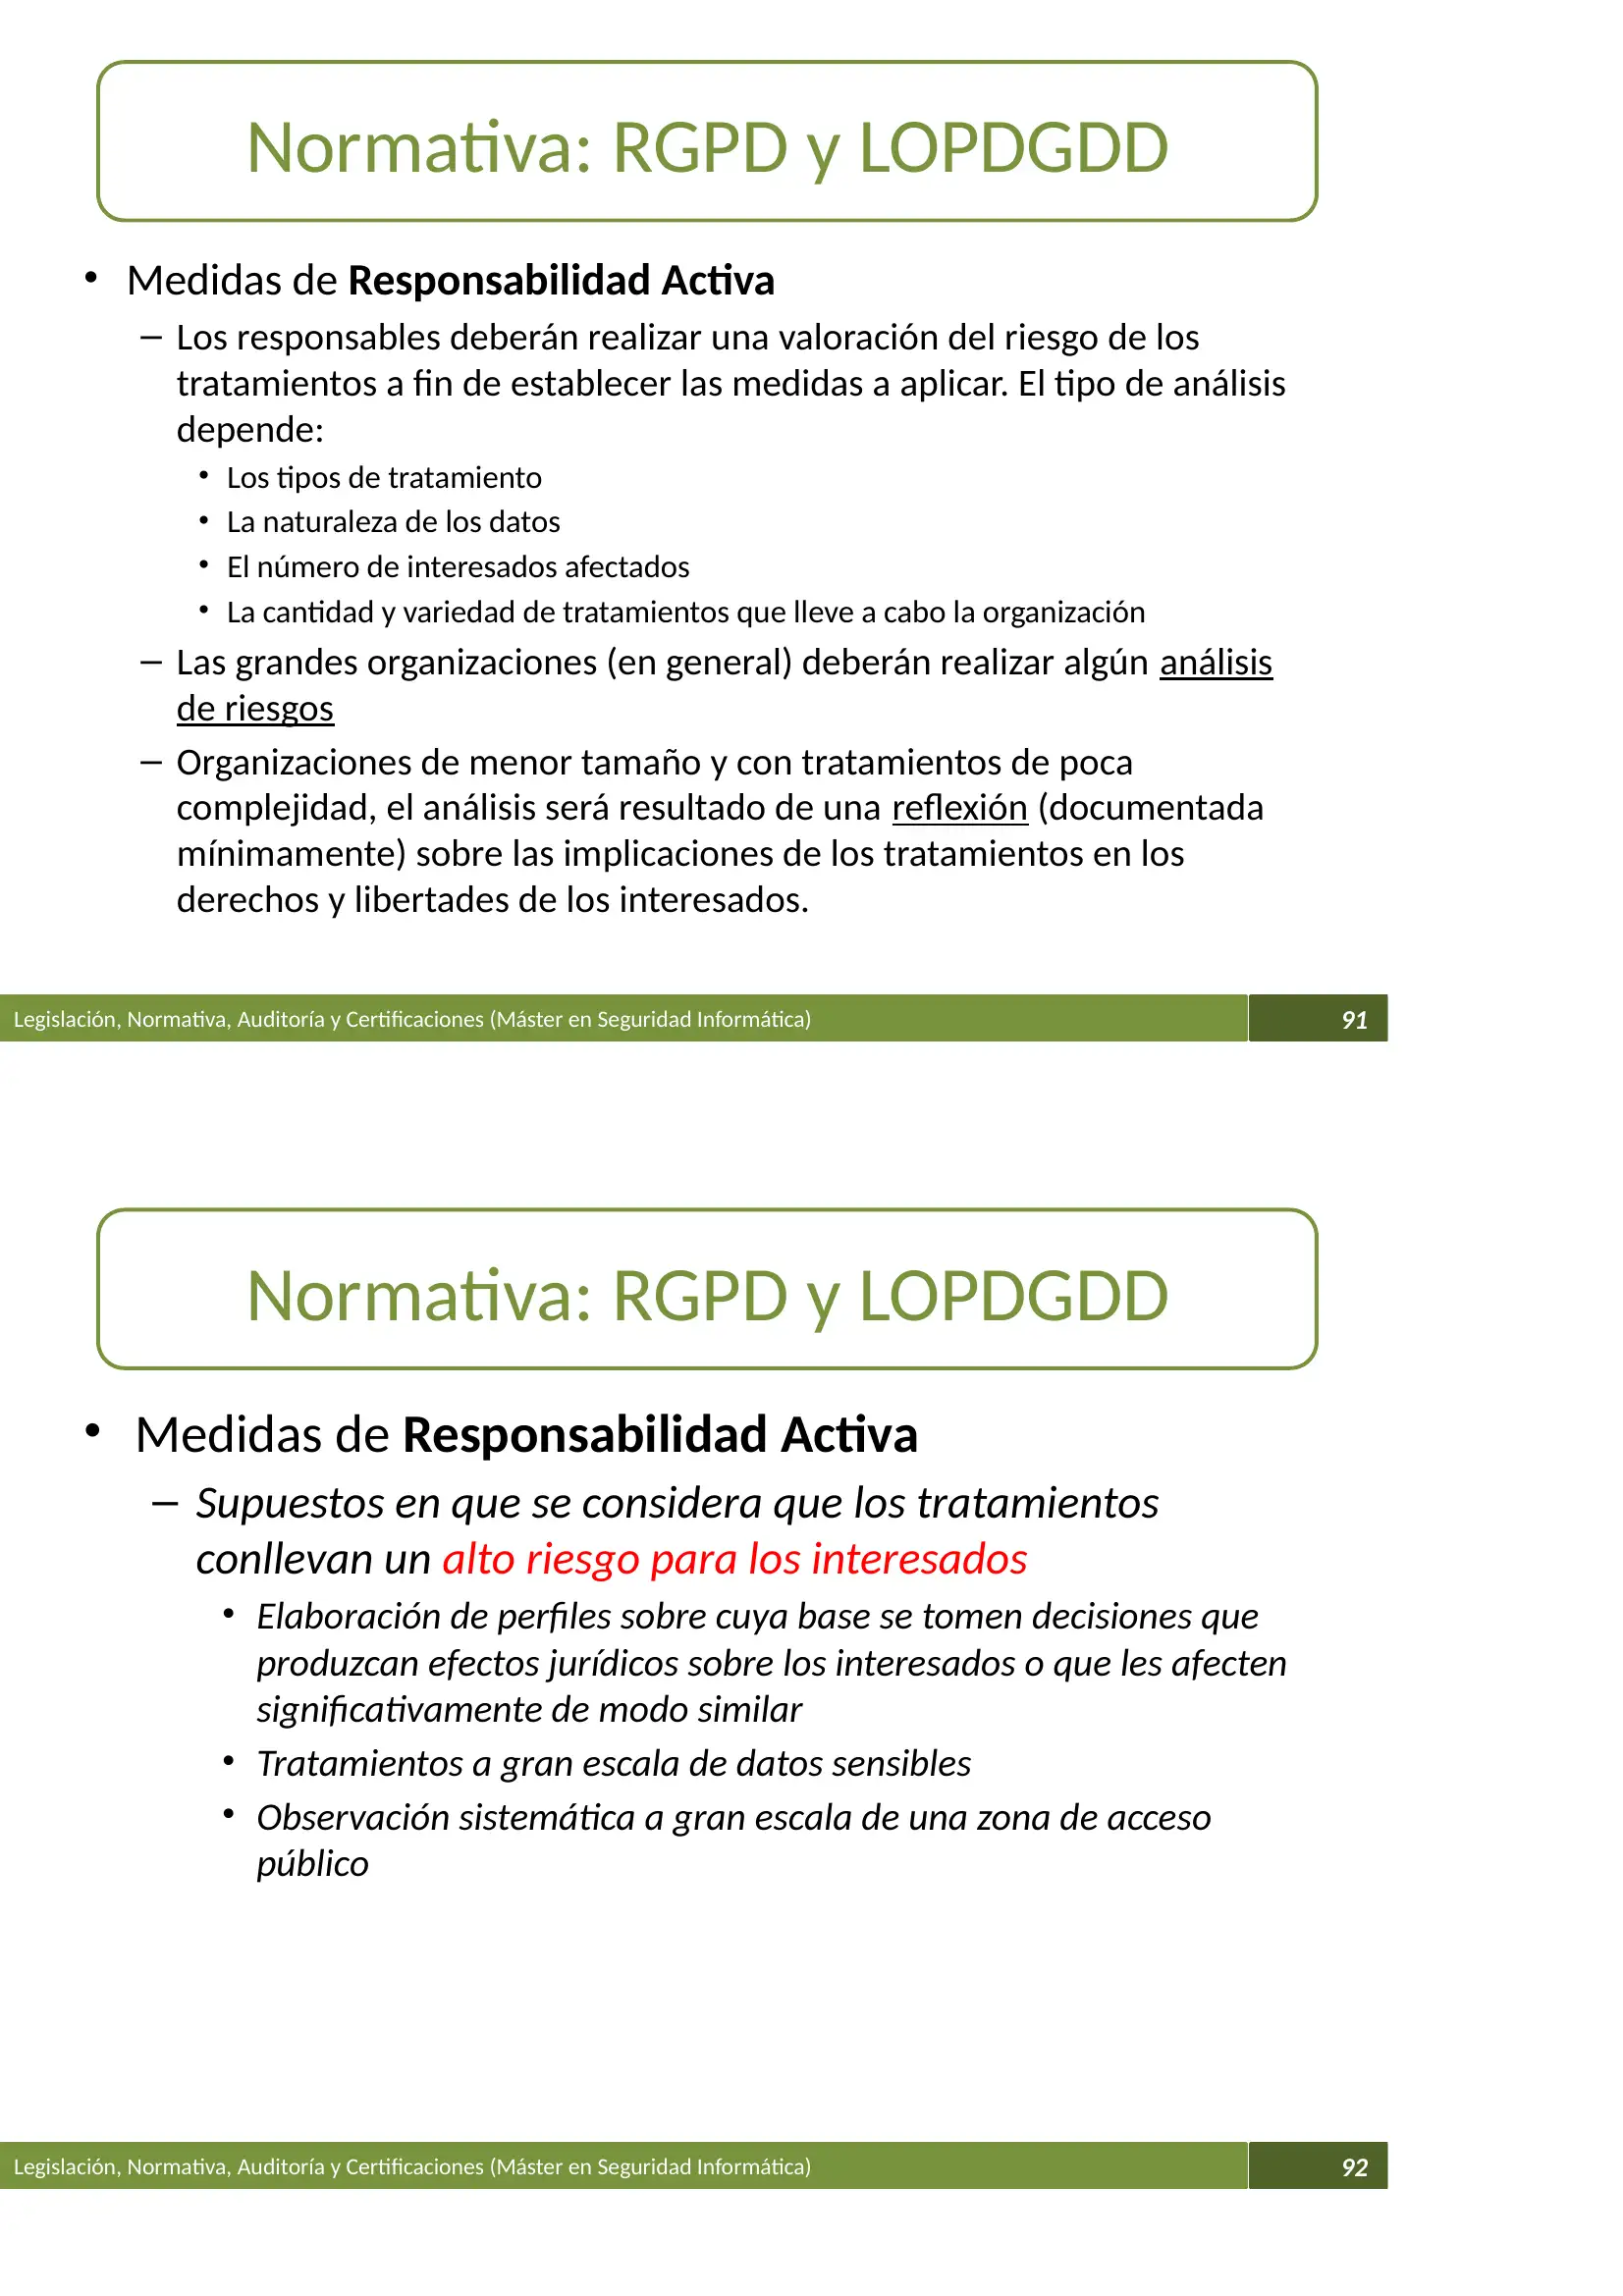 Normativa: RGPD y LOPDGDD
• Medidas de Responsabilidad Activa
– Los responsables deberán realizar una valoración del riesgo de los
tratamientos a fin de establecer las medidas a aplicar. El tipo de análisis
depende:
• Los tipos de tratamiento
• La naturaleza de los datos
• El número de interesados afectados
• La cantidad y variedad de tratamientos que lleve a cabo la organización
– Las grandes organizaciones (en general) deberán realizar algún análisis
de riesgos
– Organizaciones de menor tamaño y con tratamientos de poca
complejidad, el análisis será resultado de una reflexión (documentada
mínimamente) sobre las implicaciones de los tratamientos en los
derechos y libertades de los interesados.
Legislación, Normativa, Auditoría y Certificaciones (Máster en Seguridad Informática) 91
Normativa: RGPD y LOPDGDD
• Medidas de Responsabilidad Activa
– Supuestos en que se considera que los tratamientos
conllevan un alto riesgo para los interesados
• Elaboración de perfiles sobre cuya base se tomen decisiones que
produzcan efectos jurídicos sobre los interesados o que les afecten
significativamente de modo similar
• Tratamientos a gran escala de datos sensibles
• Observación sistemática a gran escala de una zona de acceso
público
Legislación, Normativa, Auditoría y Certificaciones (Máster en Seguridad Informática) 92